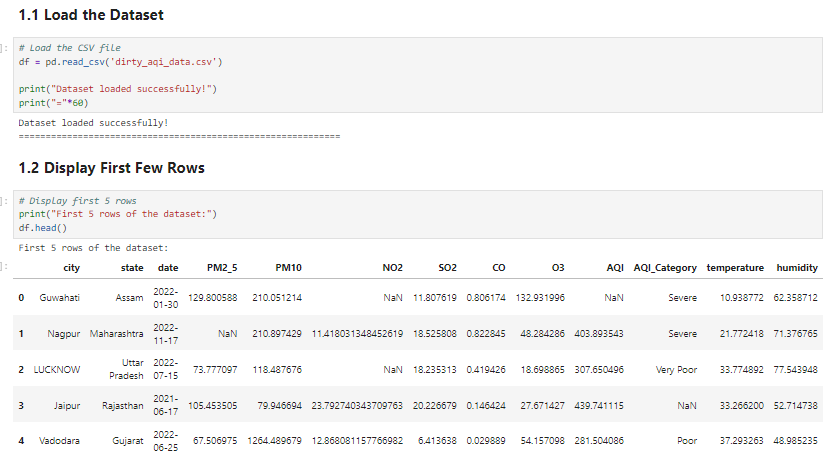 1.1 Load the Dataset
]:
# Load the CSV file
df = pd.read_csv('dirty_aqi_data.csv')
print("Dataset loaded successfully!")
print("="*60)
Dataset loaded successfully!
============================================================
1.2 Display First Few Rows
]:
# Display first 5 rows
print("First 5 rows of the dataset:")
df.head()
First 5 rows of the dataset:
]:
city state date PM2_5 PM10 NO2 SO2 CO O3 AQI AQI_Category temperature humidity
0 Guwahati Assam 2022-01-30 129.800588 210.051214 NaN 11.807619 0.806174 132.931996 NaN Severe 10.938772 62.358712
1 Nagpur Maharashtra 2022-11-17 NaN 210.897429 11.418031348452619 18.525808 0.822845 48.284286 403.893543 Severe 21.772418 71.376765
2 LUCKNOW Uttar Pradesh 2022-07-15 73.777097 118.487676 NaN 18.235313 0.419426 18.698865 307.650496 Very Poor 33.774892 77.543948
3 Jaipur Rajasthan 2021-06-17 105.453505 79.946694 23.792740343709763 20.226679 0.146424 27.671427 439.741115 NaN 33.266200 52.714738
4 Vadodara Gujarat 2022-06-25 67.506975 1264.489679 12.868081157766982 6.413638 0.029889 54.157098 281.504086 Poor 37.293263 48.985235